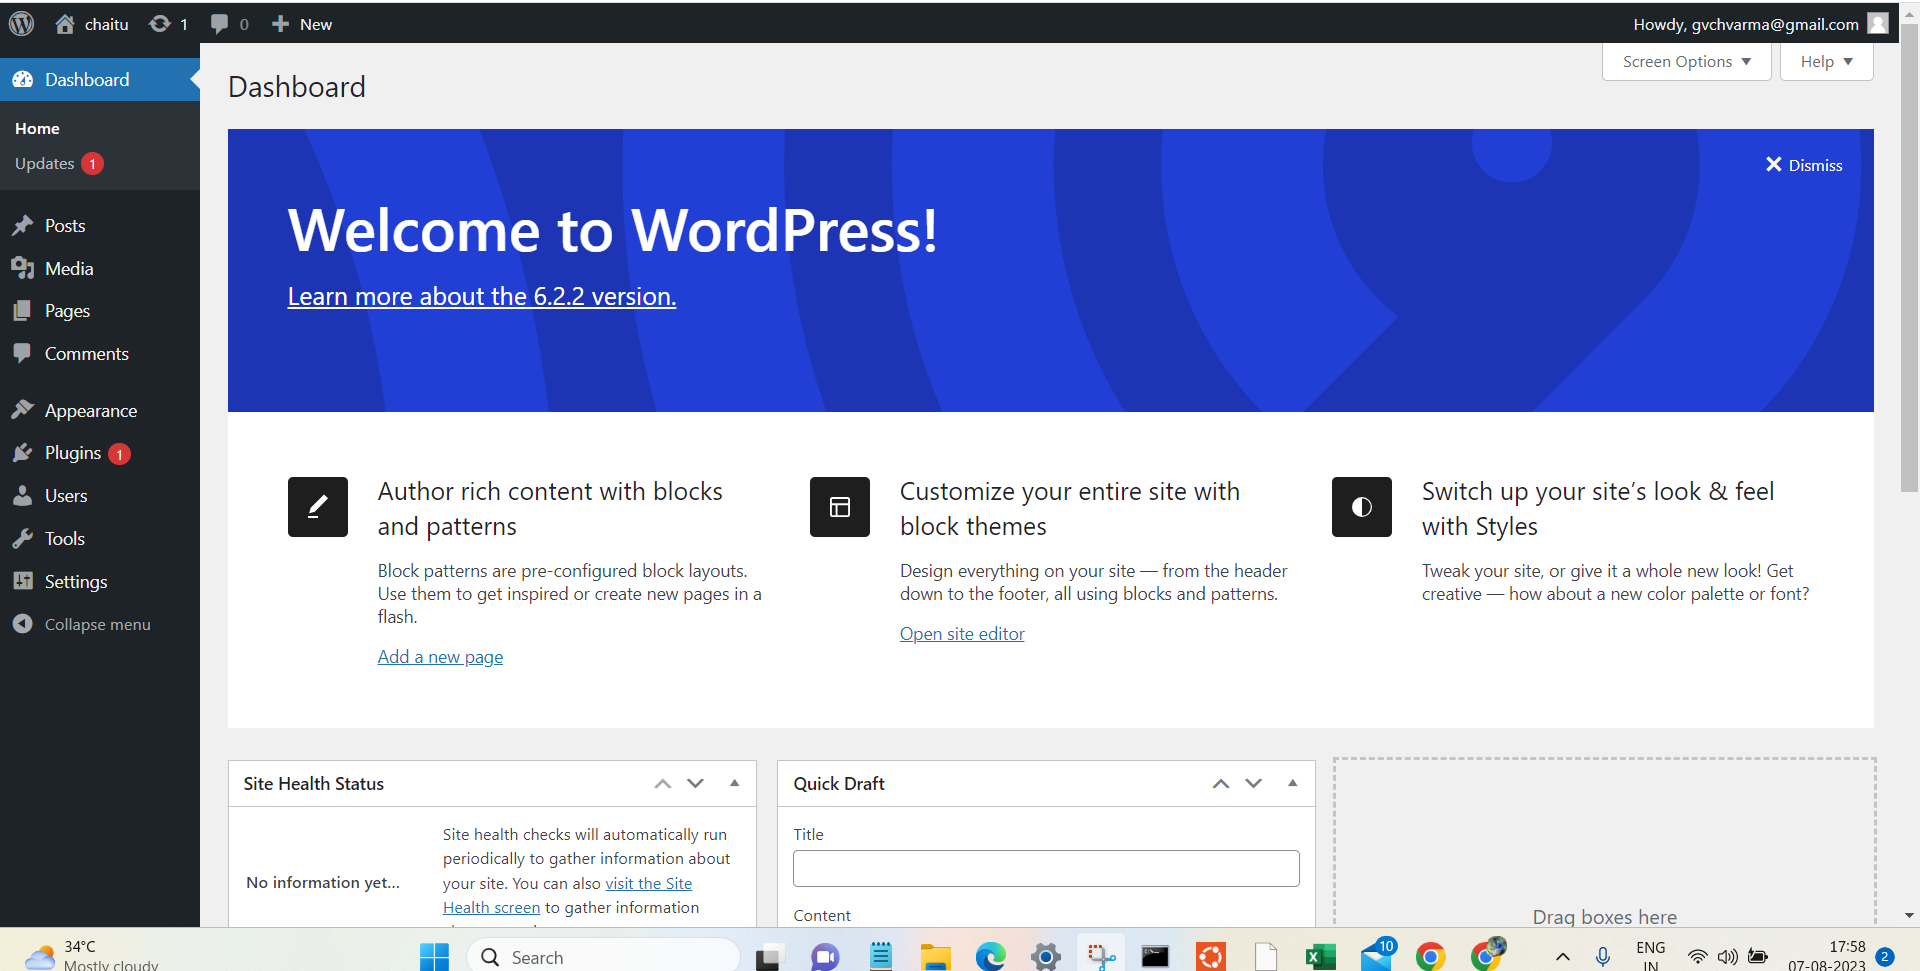 chaitu 1 0 New
Howdy, gvchvarma@gmail.com
Dashboard
Home
Updates 1
Posts
Media
Pages
Comments
Appearance
Plugins 1
Users
Tools
Settings
Collapse menu
Screen Options
Help
Dashboard
Dismiss
Welcome to WordPress!
Learn more about the 6.2.2 version.
Author rich content with blocks
and patterns
Block patterns are pre-configured block layouts.
Use them to get inspired or create new pages in a
flash.
Add a new page
Customize your entire site with
block themes
Design everything on your site — from the header
down to the footer, all using blocks and patterns.
Open site editor
Switch up your site’s look & feel
with Styles
Tweak your site, or give it a whole new look! Get
creative — how about a new color palette or font?
Site Health Status
No information yet...
Site health checks will automatically run
periodically to gather information about
your site. You can also visit the Site
Health screen to gather information
Quick Draft
Title
Content
Drag boxes here
34°C
Mostly cloudy
Search
10
ENG
IN
17:58
07-08-2023
2